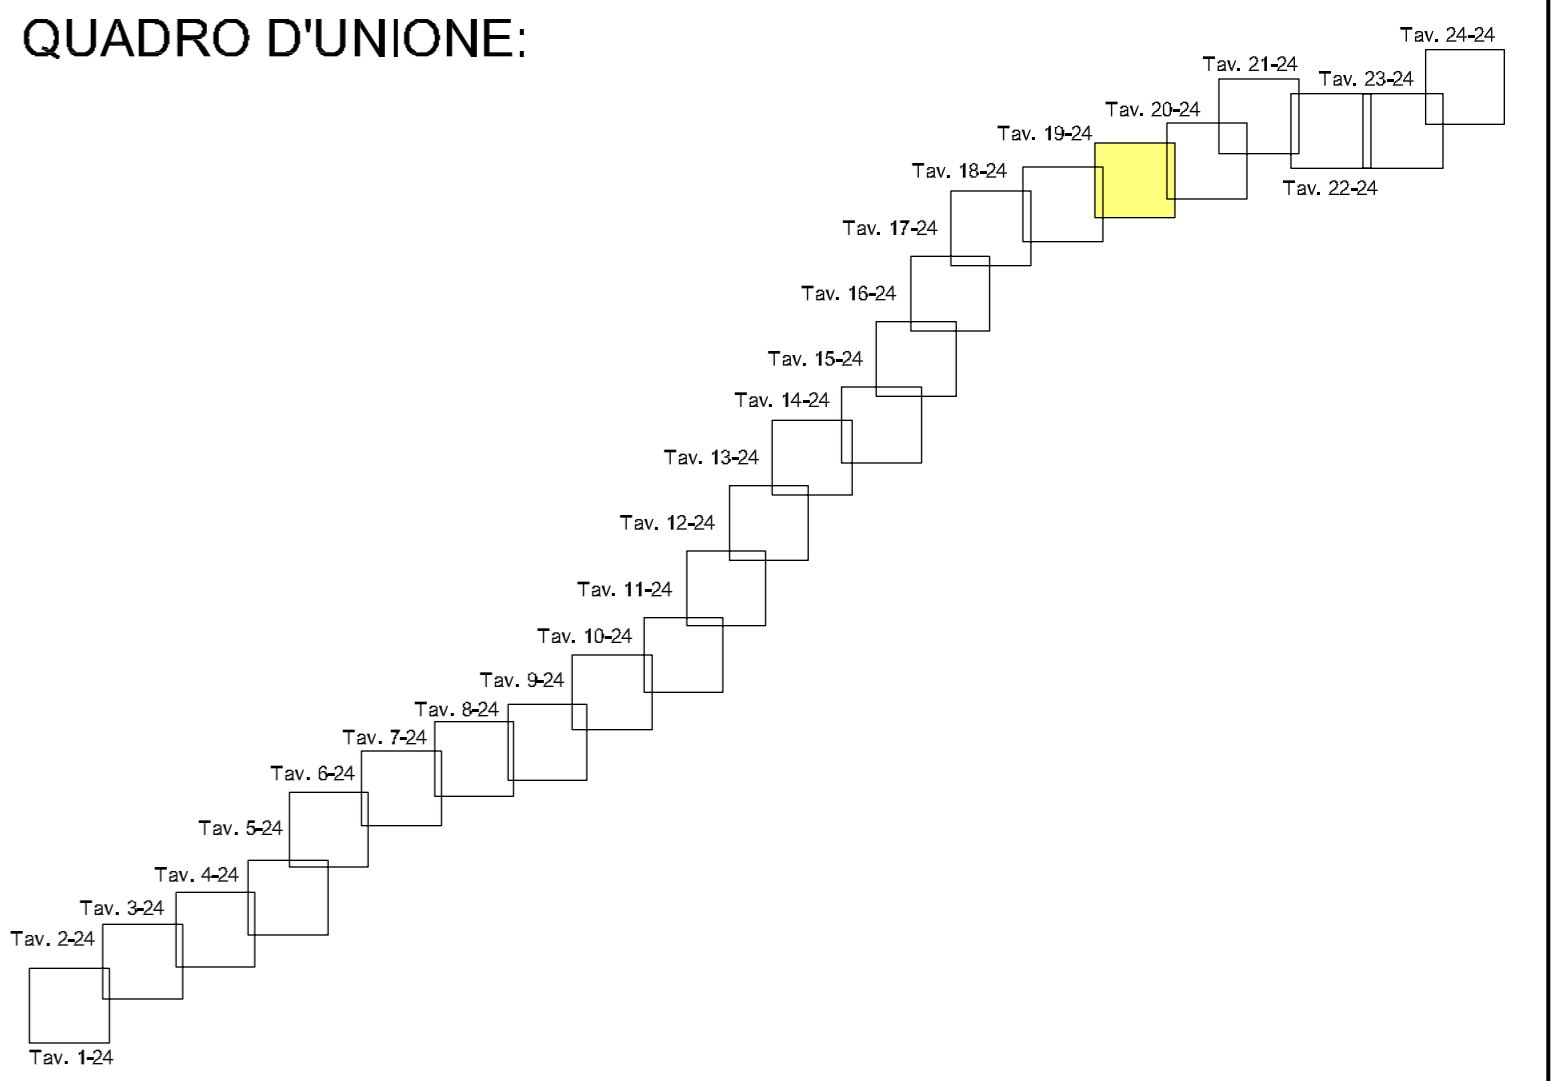 QUADRO D'UNIONE:
Tav. 24-24
Tav. 21-24
Tav. 23-24
Tav. 20-24
Tav. 19-24
Tav. 18-24
Tav. 22-24
Tav. 17-24
Tav. 16-24
Tav. 15-24
Tav. 14-24
Tav. 13-24
Tav. 12-24
Tav. 11-24
Tav. 10-24
Tav. 9-24
Tav. 8-24
Tav. 7-24
Tav. 6-24
Tav. 5-24
Tav. 4-24
Tav. 3-24
Tav. 2-24
Tav. 1-24